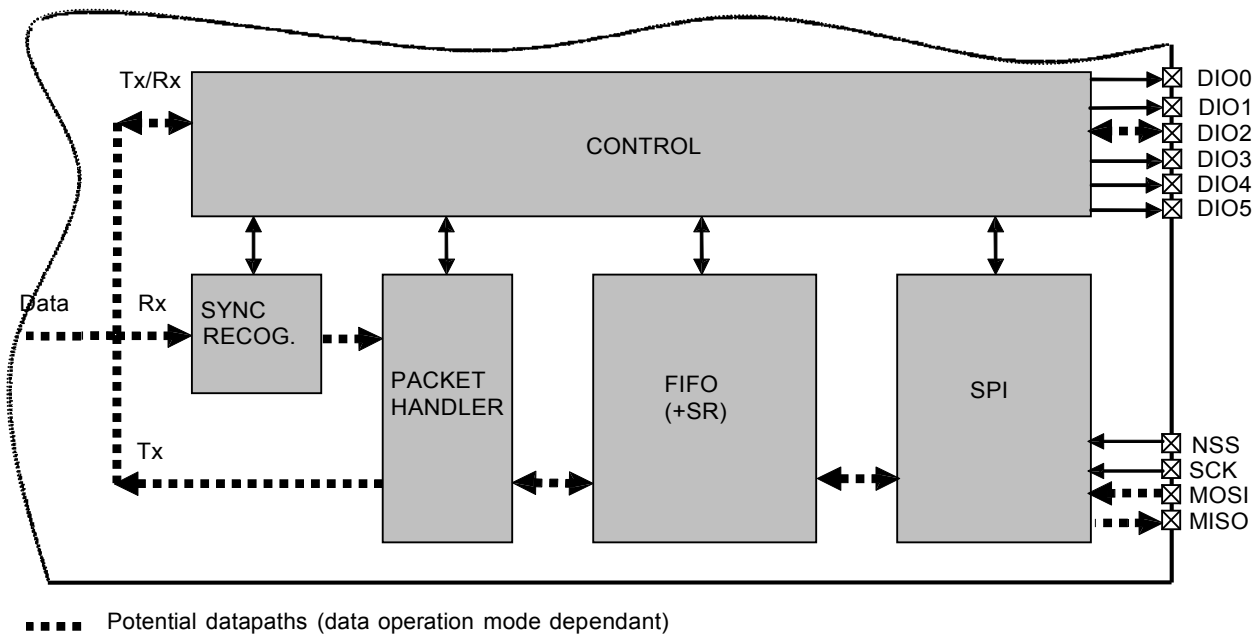 Tx/Rx
CONTROL
DIO0
DIO1
DIO2
DIO3
DIO4
DIO5
Data
Rx
SYNC
RECOG.
PACKET
HANDLER
FIFO
(+SR)
SPI
Tx
NSS
SCK
MOSI
MISO
Potential datapaths (data operation mode dependant)